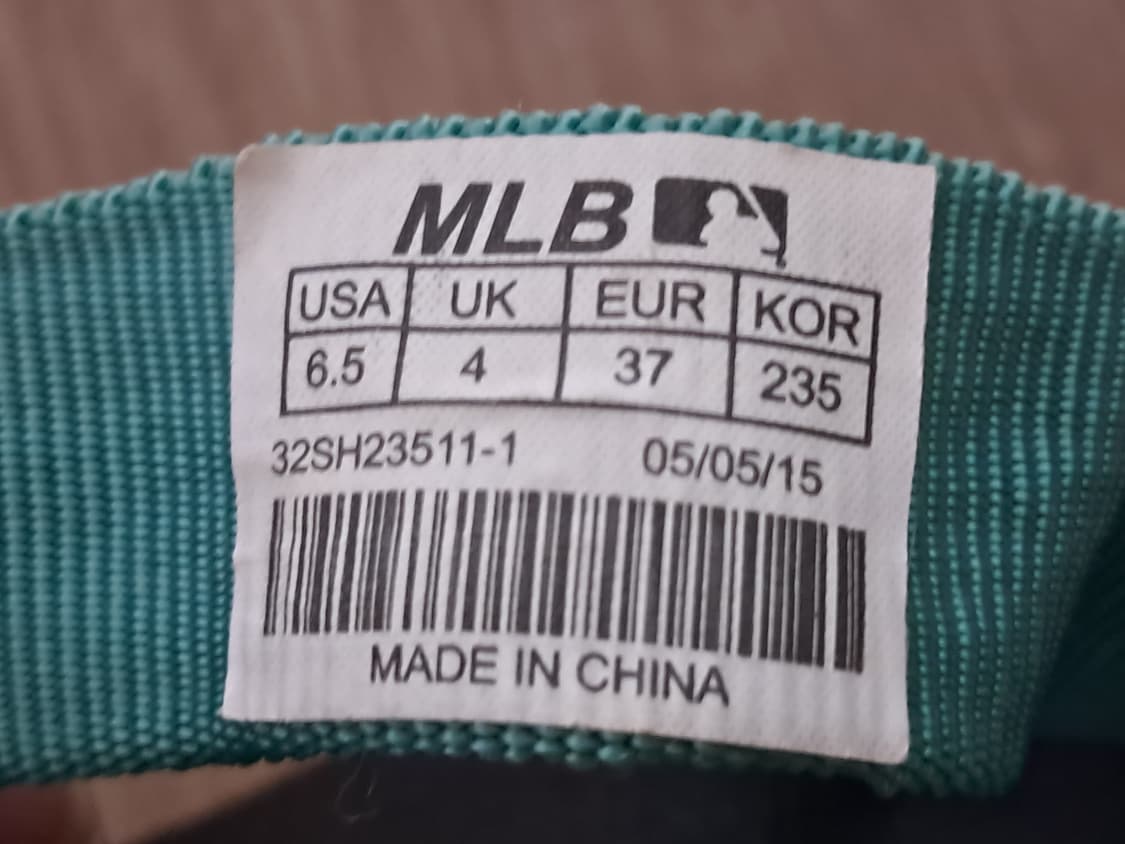 MLB
USA UK EUR KOR
6.5 4 37 235
32SH23511-1 05/05/15
MADE IN CHINA